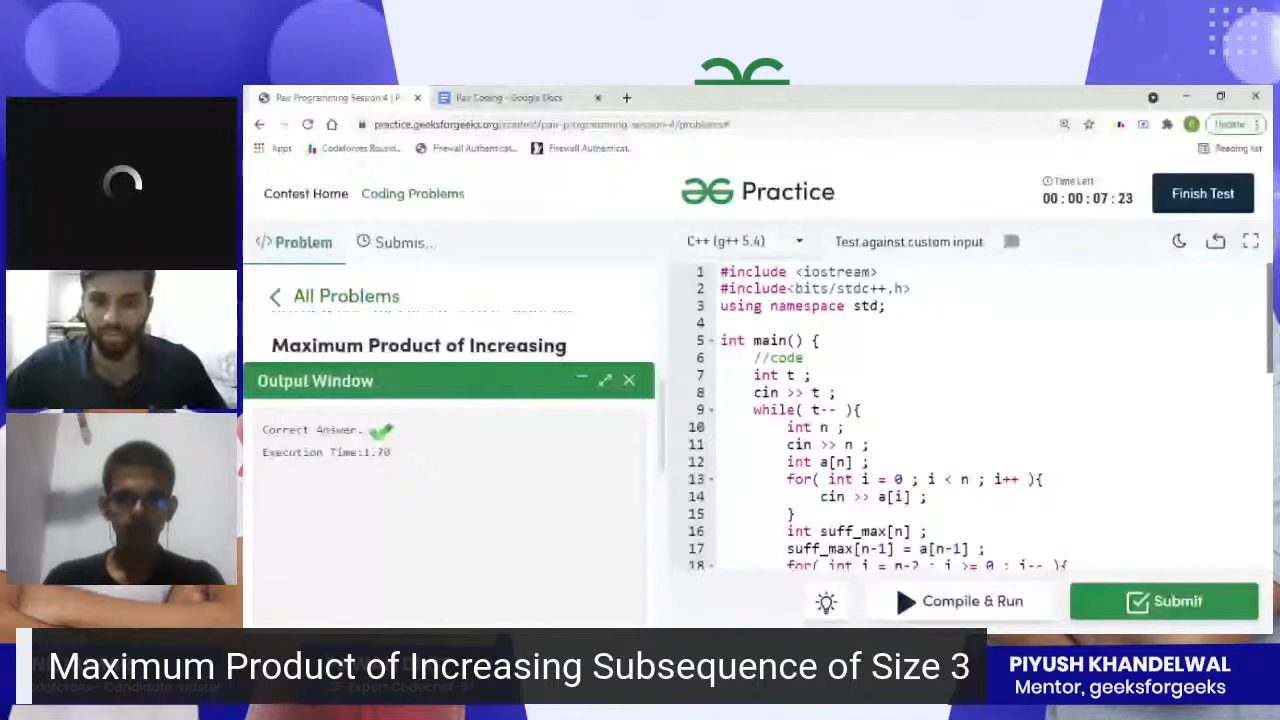 Pair Programming Session 4 | P
Pair Coding - Google Docs
practice.geeksforgeeks.org/contest/pair-programming-session-4/problems#
Update
Apps
Codeforces Round...
Firewall Authenticat...
Firewall Authenticat...
Reading list
Contest Home
Coding Problems
Practice
Time Left
00 : 00 : 07 : 23
Finish Test
</> Problem
Submis...
C++ (g++ 5.4)
Test against custom input
All Problems
Maximum Product of Increasing
Output Window
Correct Answer.
Execution Time:1.70
1 #include <iostream>
2 #include<bits/stdc++.h>
3 using namespace std;
4
5 int main() {
6 //code
7 int t ;
8 cin >> t ;
9 while( t-- ){
10 int n ;
11 cin >> n ;
12 int a[n] ;
13 for( int i = 0 ; i < n ; i++ ){
14 cin >> a[i] ;
15 }
16 int suff_max[n] ;
17 suff_max[n-1] = a[n-1] ;
18 for( int i = n-2 ; i >= 0 ; i-- ){
Compile & Run
Submit
Maximum Product of Increasing Subsequence of Size 3
PIYUSH KHANDELWAL
Mentor, geeksforgeeks